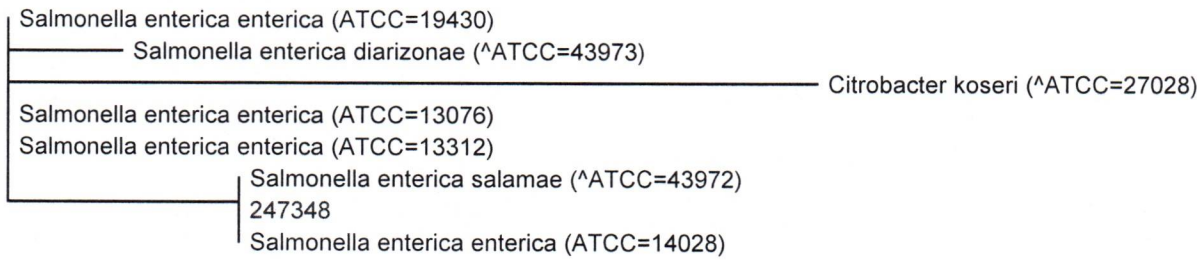 Salmonella enterica enterica (ATCC=19430)
Salmonella enterica diarizonae (^ATCC=43973)
Citrobacter koseri (^ATCC=27028)
Salmonella enterica enterica (ATCC=13076)
Salmonella enterica enterica (ATCC=13312)
Salmonella enterica salamae (^ATCC=43972)
247348
Salmonella enterica enterica (ATCC=14028)